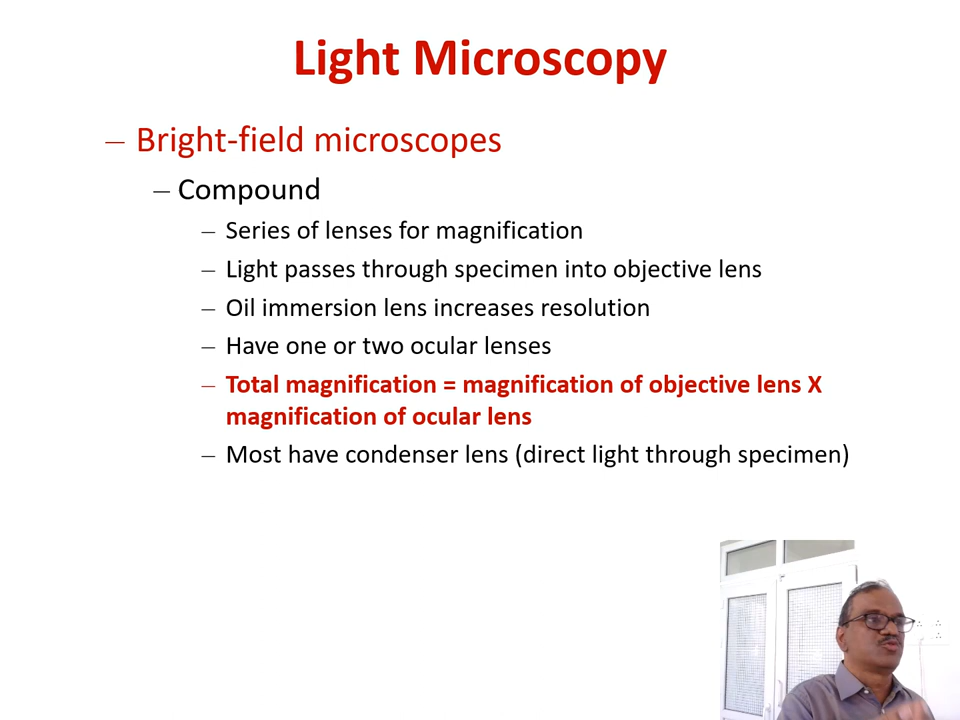 Light Microscopy
– Bright-field microscopes
– Compound
– Series of lenses for magnification
– Light passes through specimen into objective lens
– Oil immersion lens increases resolution
– Have one or two ocular lenses
– Total magnification = magnification of objective lens X
magnification of ocular lens
– Most have condenser lens (direct light through specimen)